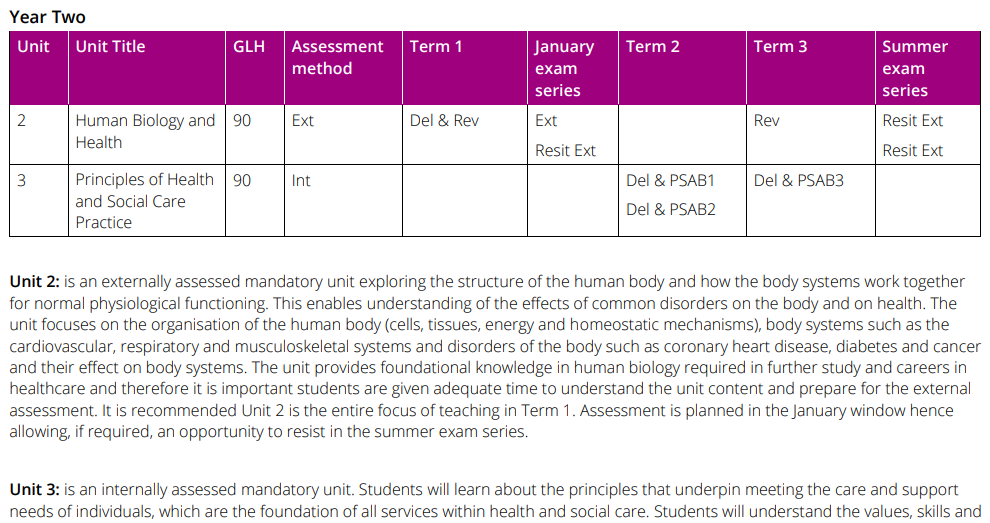 Year Two
Unit Unit Title GLH Assessment method Term 1 January exam series Term 2 Term 3 Summer exam series
2 Human Biology and Health 90 Ext Del & Rev Ext Resit Ext Rev Resit Ext Resit Ext
3 Principles of Health and Social Care Practice 90 Int Del & PSAB1 Del & PSAB2 Del & PSAB3
Unit 2: is an externally assessed mandatory unit exploring the structure of the human body and how the body systems work together
for normal physiological functioning. This enables understanding of the effects of common disorders on the body and on health. The
unit focuses on the organisation of the human body (cells, tissues, energy and homeostatic mechanisms), body systems such as the
cardiovascular, respiratory and musculoskeletal systems and disorders of the body such as coronary heart disease, diabetes and cancer
and their effect on body systems. The unit provides foundational knowledge in human biology required in further study and careers in
healthcare and therefore it is important students are given adequate time to understand the unit content and prepare for the external
assessment. It is recommended Unit 2 is the entire focus of teaching in Term 1. Assessment is planned in the January window hence
allowing, if required, an opportunity to resist in the summer exam series.
Unit 3: is an internally assessed mandatory unit. Students will learn about the principles that underpin meeting the care and support
needs of individuals, which are the foundation of all services within health and social care. Students will understand the values, skills and